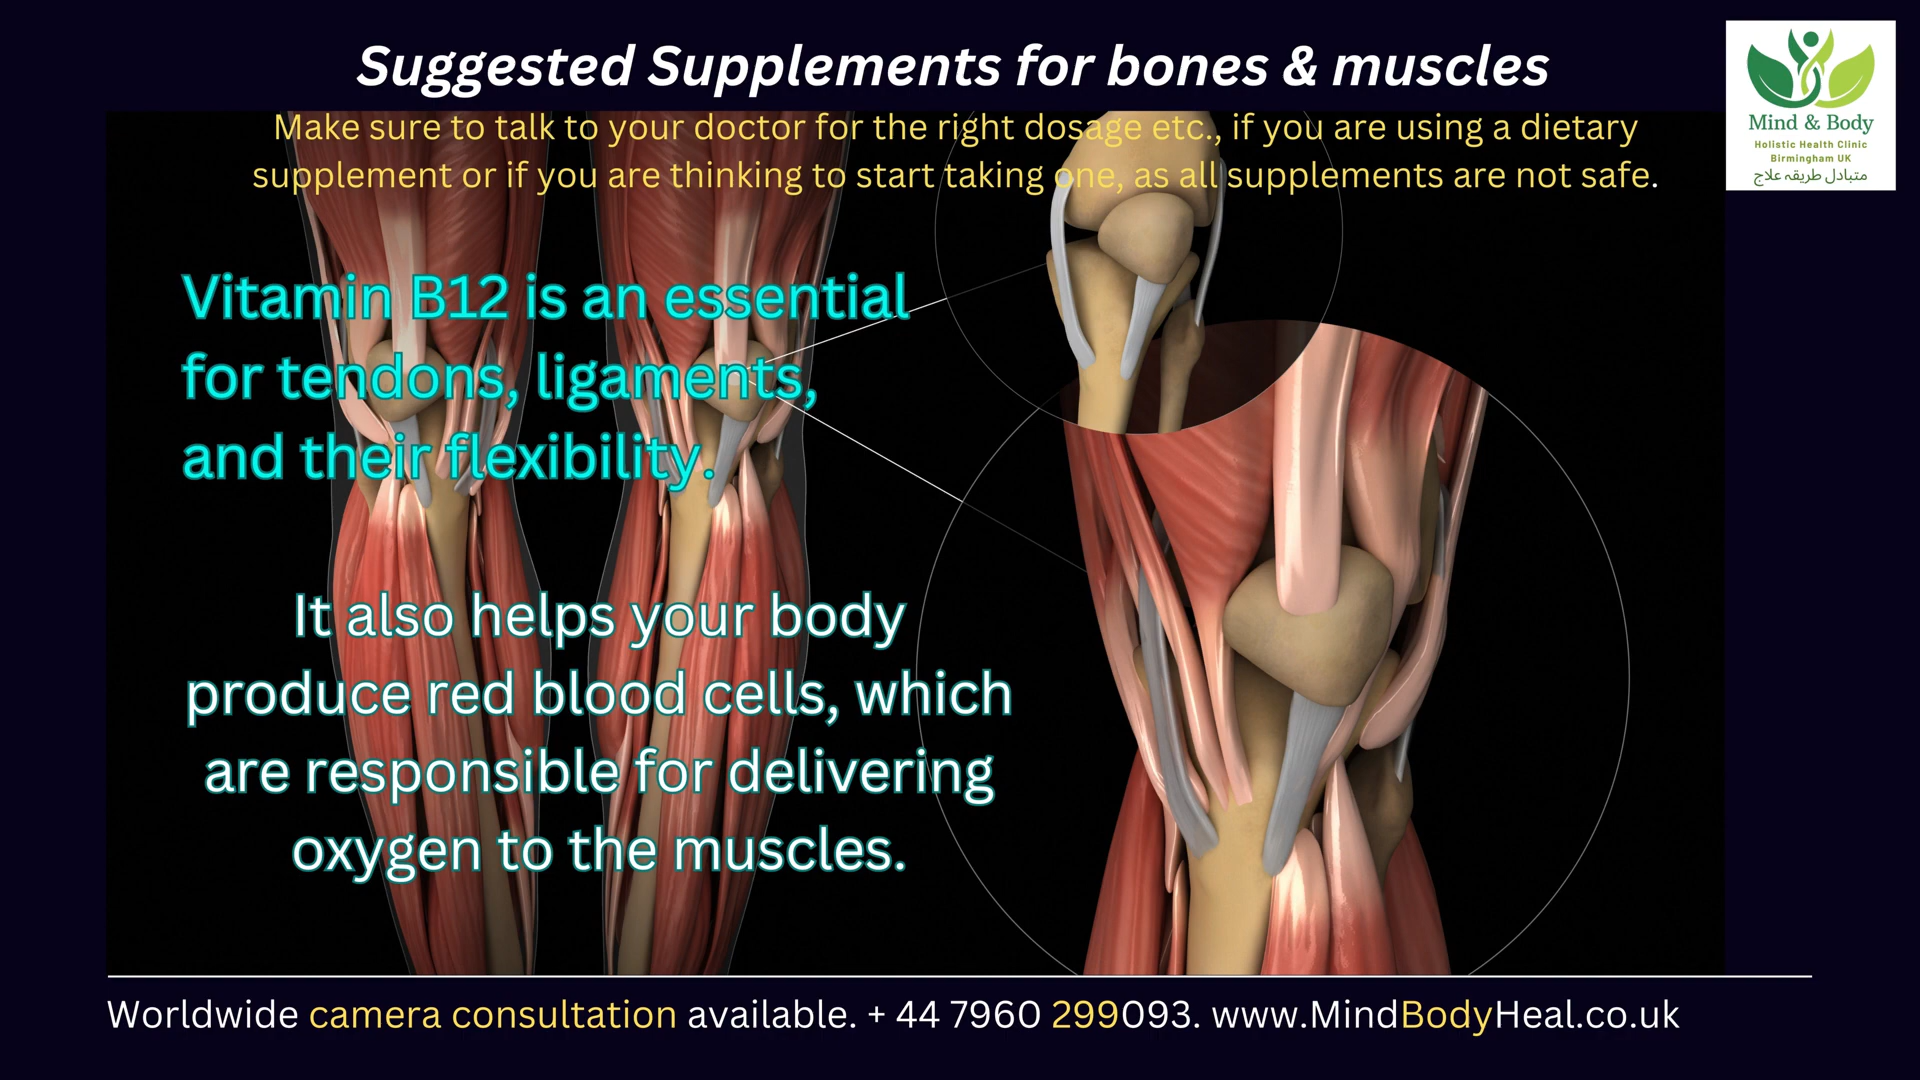 Suggested Supplements for bones & muscles
Make sure to talk to your doctor for the right dosage etc., if you are using a dietary
supplement or if you are thinking to start taking one, as all supplements are not safe.
Mind & Body
Holistic Health Clinic
Birmingham UK
متبادل طریقہ علاج
Vitamin B12 is an essential
for tendons, ligaments,
and their flexibility.
It also helps your body
produce red blood cells, which
are responsible for delivering
oxygen to the muscles.
Worldwide camera consultation available. + 44 7960 299093. www.MindBodyHeal.co.uk